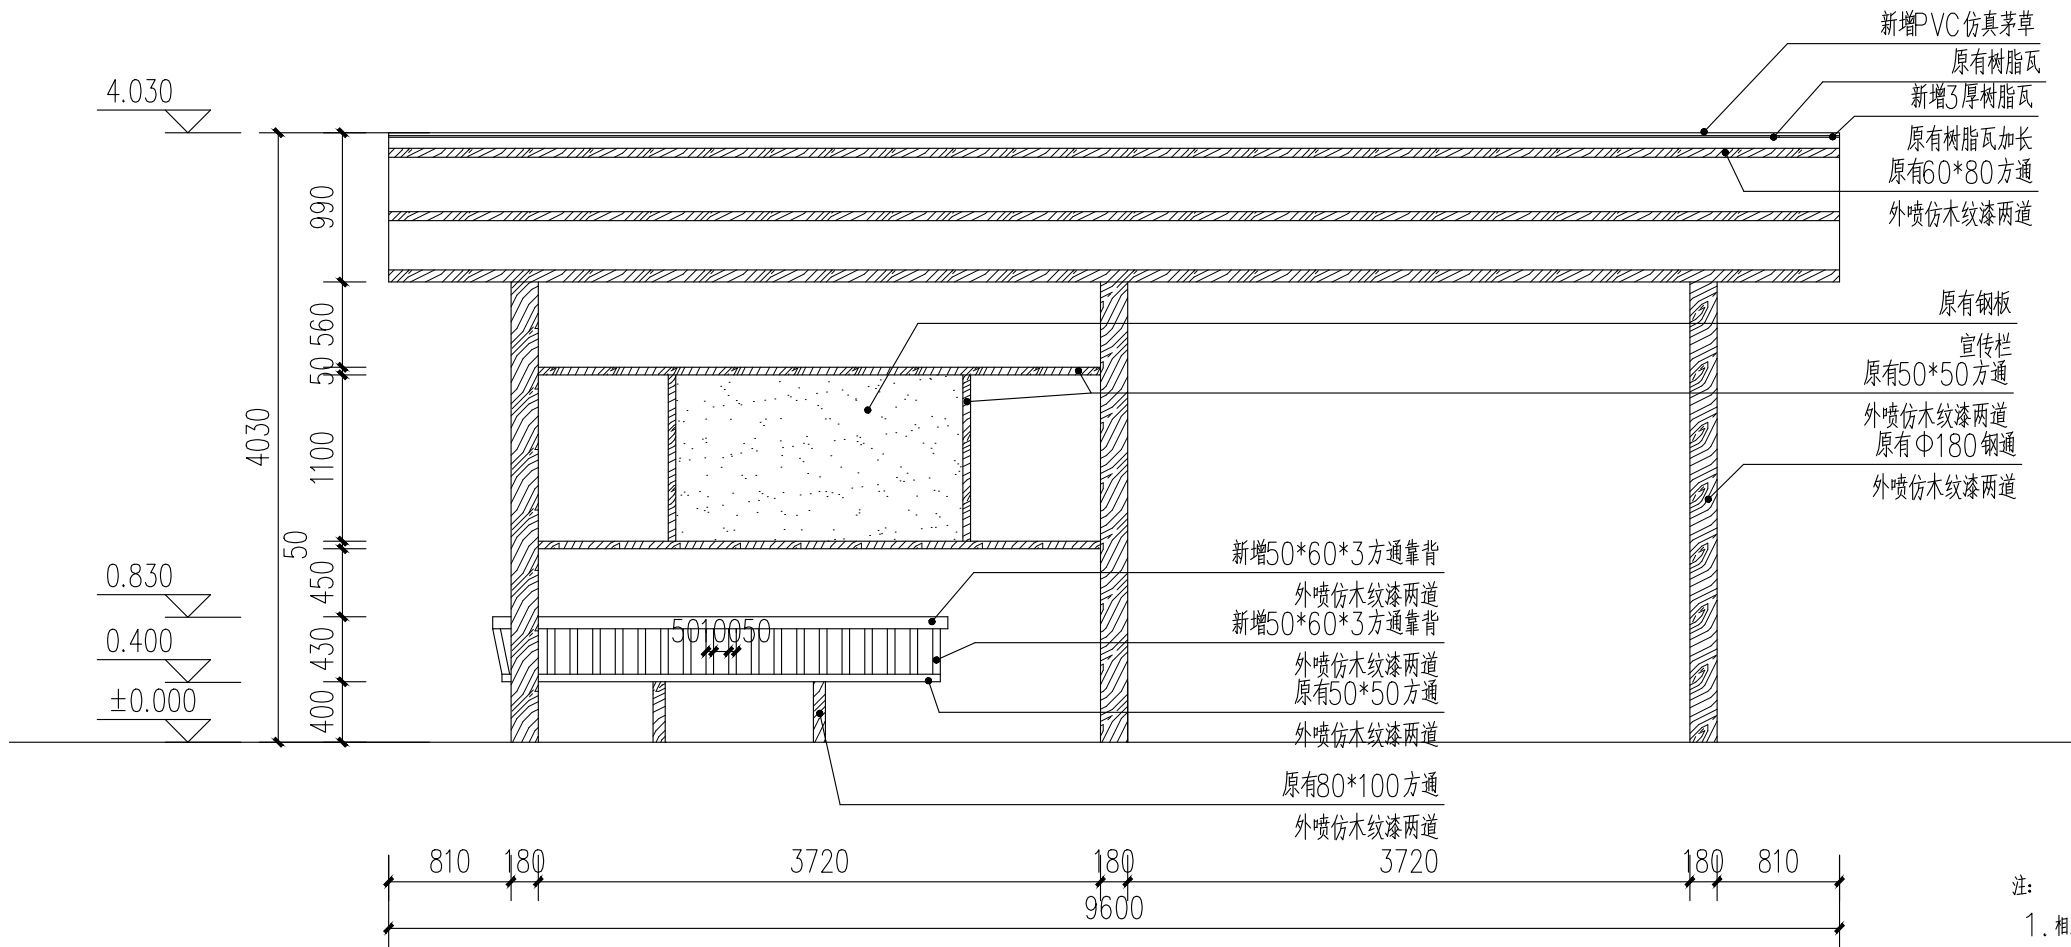 新增PVC仿真茅草
原有树脂瓦
新增3厚树脂瓦
原有树脂瓦加长
原有60*80方通
外喷仿木纹漆两道
4.030
990
560
50
1100
50
450
430
400
4030
0.830
0.400
±0.000
原有钢板
宣传栏
原有50*50方通
外喷仿木纹漆两道
原有Φ180钢通
外喷仿木纹漆两道
新增50*60*3方通靠背
外喷仿木纹漆两道
新增50*60*3方通靠背
外喷仿木纹漆两道
原有50*50方通
外喷仿木纹漆两道
原有80*100方通
外喷仿木纹漆两道
50 100 50
810 180 3720 180 3720 180 810
9600
注:
1.相